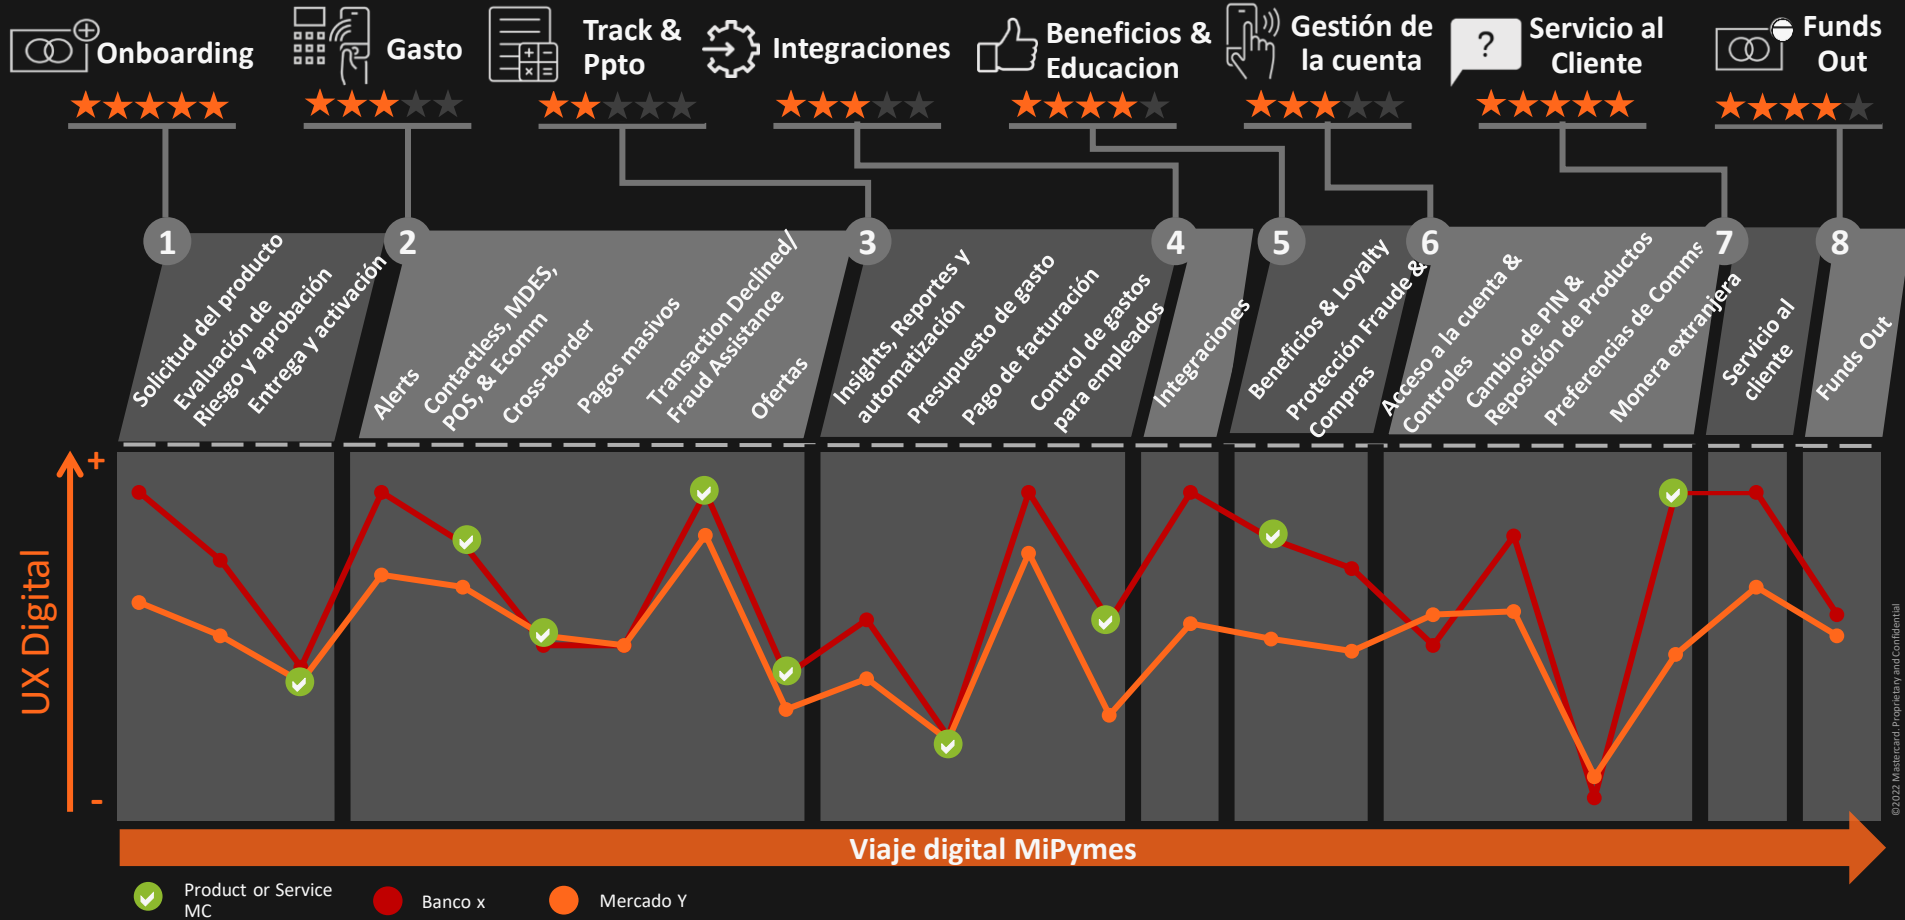 Onboarding
Gasto
Track &
Ppto
Integraciones
Beneficios &
Educacion
Gestión de
la cuenta
?
Servicio al
Cliente
Funds
Out
1
2
3
4
5
6
7
8
Solicitud del producto
Evaluación de
Riesgo y aprobación
Entrega y activación
Alerts
Contactless, MDES,
POS, & Ecomm
Cross-Border
Pagos masivos
Transaction Declined/
Fraud Assistance
Ofertas
Insights, Reportes y
automatización
Presupuesto de gasto
Pago de facturación
Control de gastos
para empleados
Integraciones
Beneficios & Loyalty
Protección Fraude &
Compras
Acceso a la cuenta &
Controles
Cambio de PIN &
Reposición de Productos
Preferencias de Comms
Monera extranjera
Servicio al
cliente
Funds Out
+
UX Digital
-
Viaje digital MiPymes
Product or Service
MC
Banco x
Mercado Y
©2022 Mastercard. Proprietary and Confidential